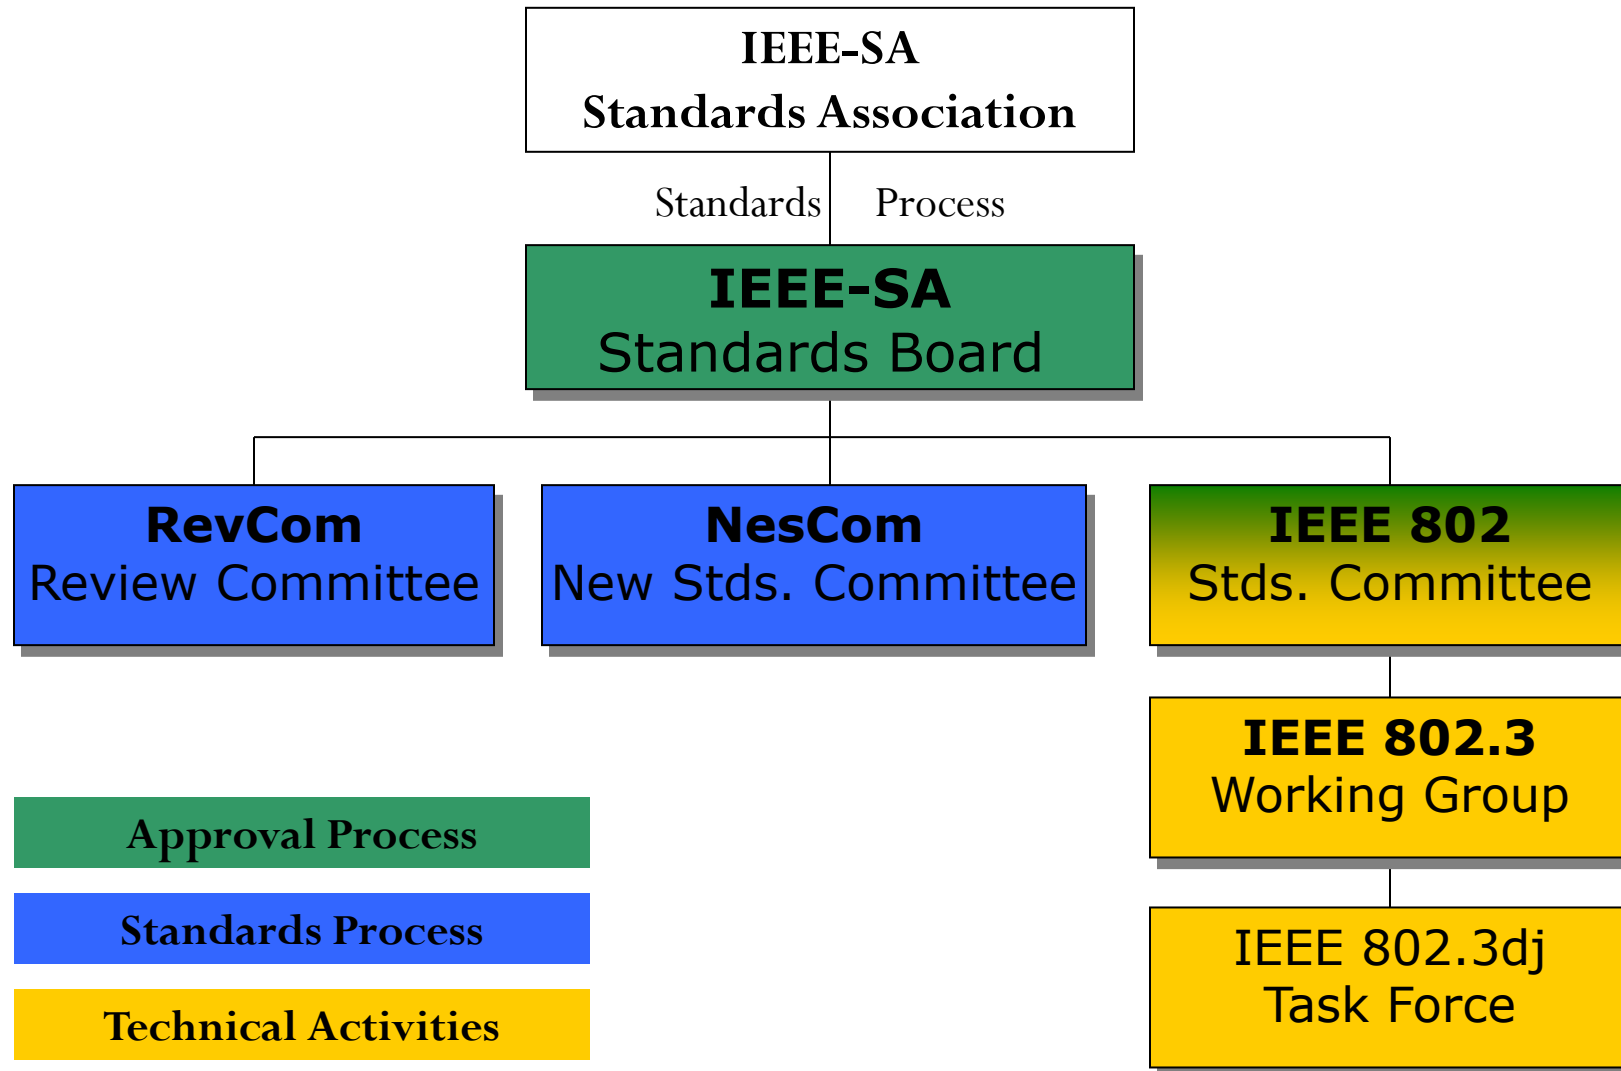 IEEE-SA
Standards Association
Standards Process
IEEE-SA
Standards Board
RevCom
Review Committee
NesCom
New Stds. Committee
IEEE 802
Stds. Committee
IEEE 802.3
Working Group
IEEE 802.3dj
Task Force
Approval Process
Standards Process
Technical Activities